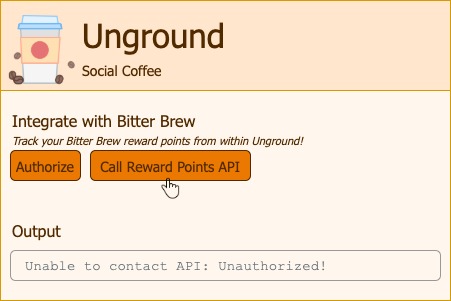 Unground
Social Coffee
Integrate with Bitter Brew
Track your Bitter Brew reward points from within Unground!
Authorize
Call Reward Points API
Output
Unable to contact API: Unauthorized!